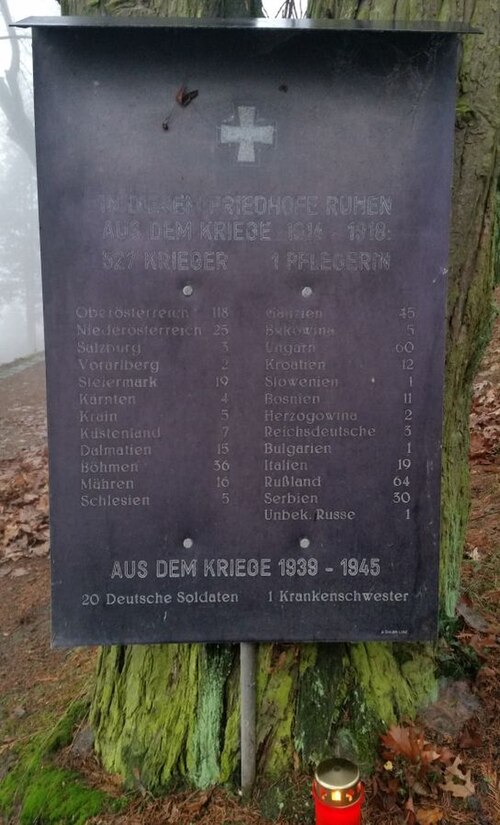 IN DIESEM FRIEDHOFE RUHEN
AUS DEM KRIEGE 1914 - 1918:
527 KRIEGER 1 PFLEGERIN
Oberösterreich 118
Niederösterreich 25
Salzburg 3
Vorarlberg 2
Steiermark 19
Kärnten 4
Krain 5
Küstenland 7
Dalmatien 15
Böhmen 36
Mähren 16
Schlesien 5
Galizien 45
Bukowina 5
Ungarn 60
Kroatien 12
Slowenien 1
Bosnien 11
Herzogowina 2
Reichsdeutsche 3
Bulgarien 1
Italien 19
Rußland 64
Serbien 30
Unbek. Russe 1
AUS DEM KRIEGE 1939 - 1945
20 Deutsche Soldaten 1 Krankenschwester